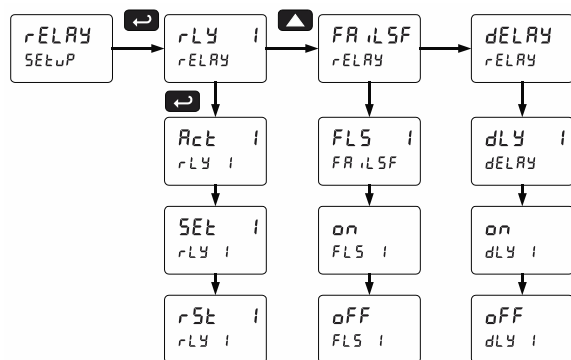 rELAY
SEtuP
rLY 1
rELAY
FAiLSF
rELAY
dELAY
rELAY
Act 1
rLY 1
FLS 1
FAiLSF
dLY 1
dELAY
SEt 1
rLY 1
on
FLS 1
on
dLY 1
rSt 1
rLY 1
oFF
FLS 1
oFF
dLY 1